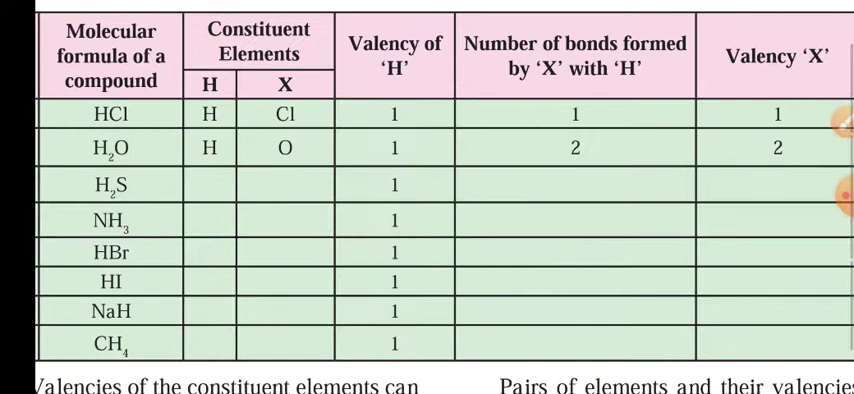 Molecular formula of a compound | Constituent Elements | Valency of ‘H’ | Number of bonds formed by ‘X’ with ‘H’ | Valency ‘X’
H | X
HCl | H | Cl | 1 | 1 | 1
H₂O | H | O | 1 | 2 | 2
H₂S | 1
NH₃ | 1
HBr | 1
HI | 1
NaH | 1
CH₄ | 1
Valencies of the constituent elements can
Pairs of elements and their valencies